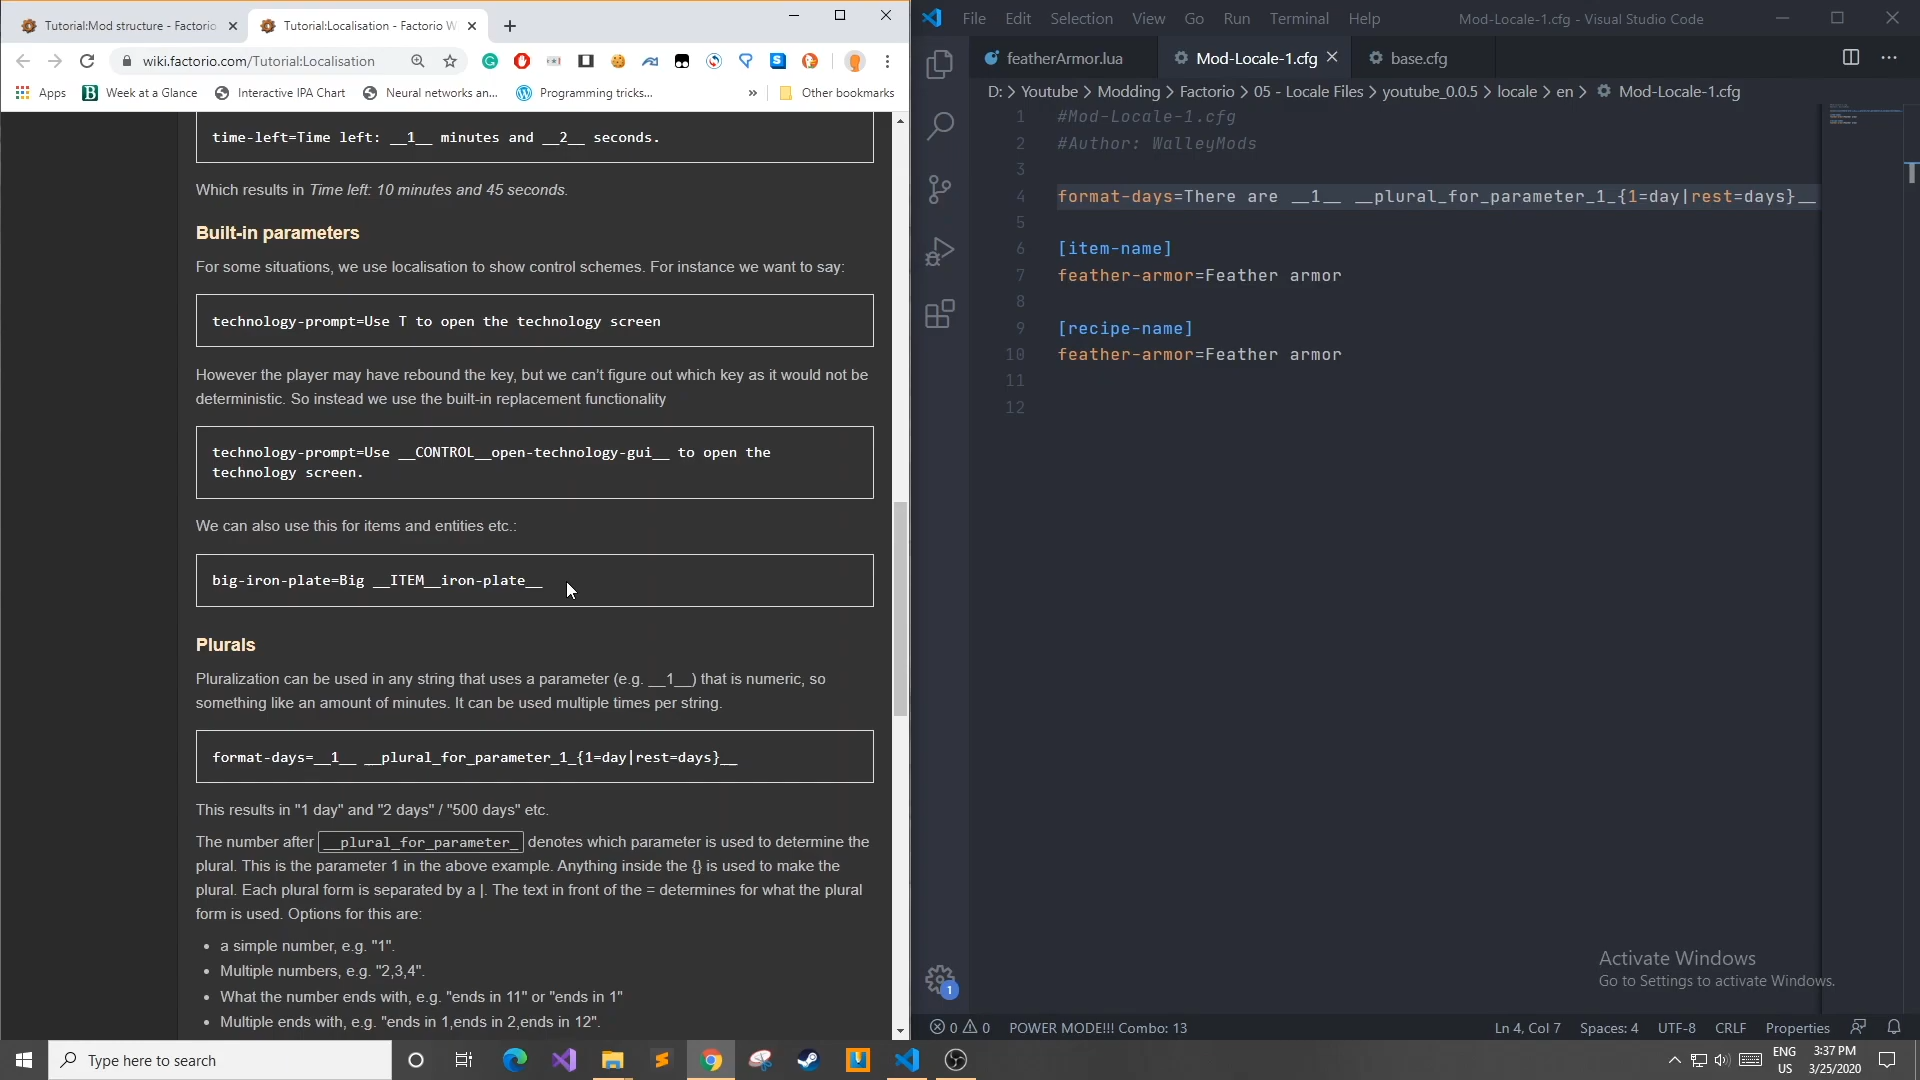 Tutorial:Mod structure - Factorio
Tutorial:Localisation - Factorio W
wiki.factorio.com/Tutorial:Localisation
Apps
Week at a Glance
Interactive IPA Chart
Neural networks an...
Programming tricks...
»
Other bookmarks
time-left=Time left: __1__ minutes and __2__ seconds.
Which results in Time left: 10 minutes and 45 seconds.
Built-in parameters
For some situations, we use localisation to show control schemes. For instance we want to say:
technology-prompt=Use T to open the technology screen
However the player may have rebound the key, but we can't figure out which key as it would not be
deterministic. So instead we use the built-in replacement functionality
technology-prompt=Use __CONTROL__open-technology-gui__ to open the
technology screen.
We can also use this for items and entities etc.:
big-iron-plate=Big __ITEM__iron-plate__
Plurals
Pluralization can be used in any string that uses a parameter (e.g. __1__) that is numeric, so
something like an amount of minutes. It can be used multiple times per string.
format-days=__1__ __plural_for_parameter_1_{1=day|rest=days}__
This results in "1 day" and "2 days" / "500 days" etc.
The number after __plural_for_parameter_ denotes which parameter is used to determine the
plural. This is the parameter 1 in the above example. Anything inside the {} is used to make the
plural. Each plural form is separated by a |. The text in front of the = determines for what the plural
form is used. Options for this are:
• a simple number, e.g. "1".
• Multiple numbers, e.g. "2,3,4".
• What the number ends with, e.g. "ends in 11" or "ends in 1"
• Multiple ends with, e.g. "ends in 1,ends in 2,ends in 12".
File Edit Selection View Go Run Terminal Help
Mod-Locale-1.cfg - Visual Studio Code
featherArmor.lua
Mod-Locale-1.cfg
base.cfg
D: > Youtube > Modding > Factorio > 05 - Locale Files > youtube_0.0.5 > locale > en > Mod-Locale-1.cfg
1 #Mod-Locale-1.cfg
2 #Author: WalleyMods
3
4 format-days=There are __1__ __plural_for_parameter_1_{1=day|rest=days}__
5
6 [item-name]
7 feather-armor=Feather armor
8
9 [recipe-name]
10 feather-armor=Feather armor
11
12
Activate Windows
Go to Settings to activate Windows.
1
0 0 POWER MODE!!! Combo: 13
Ln 4, Col 7 Spaces: 4 UTF-8 CRLF Properties
Type here to search
ENG
US
3:37 PM
3/25/2020